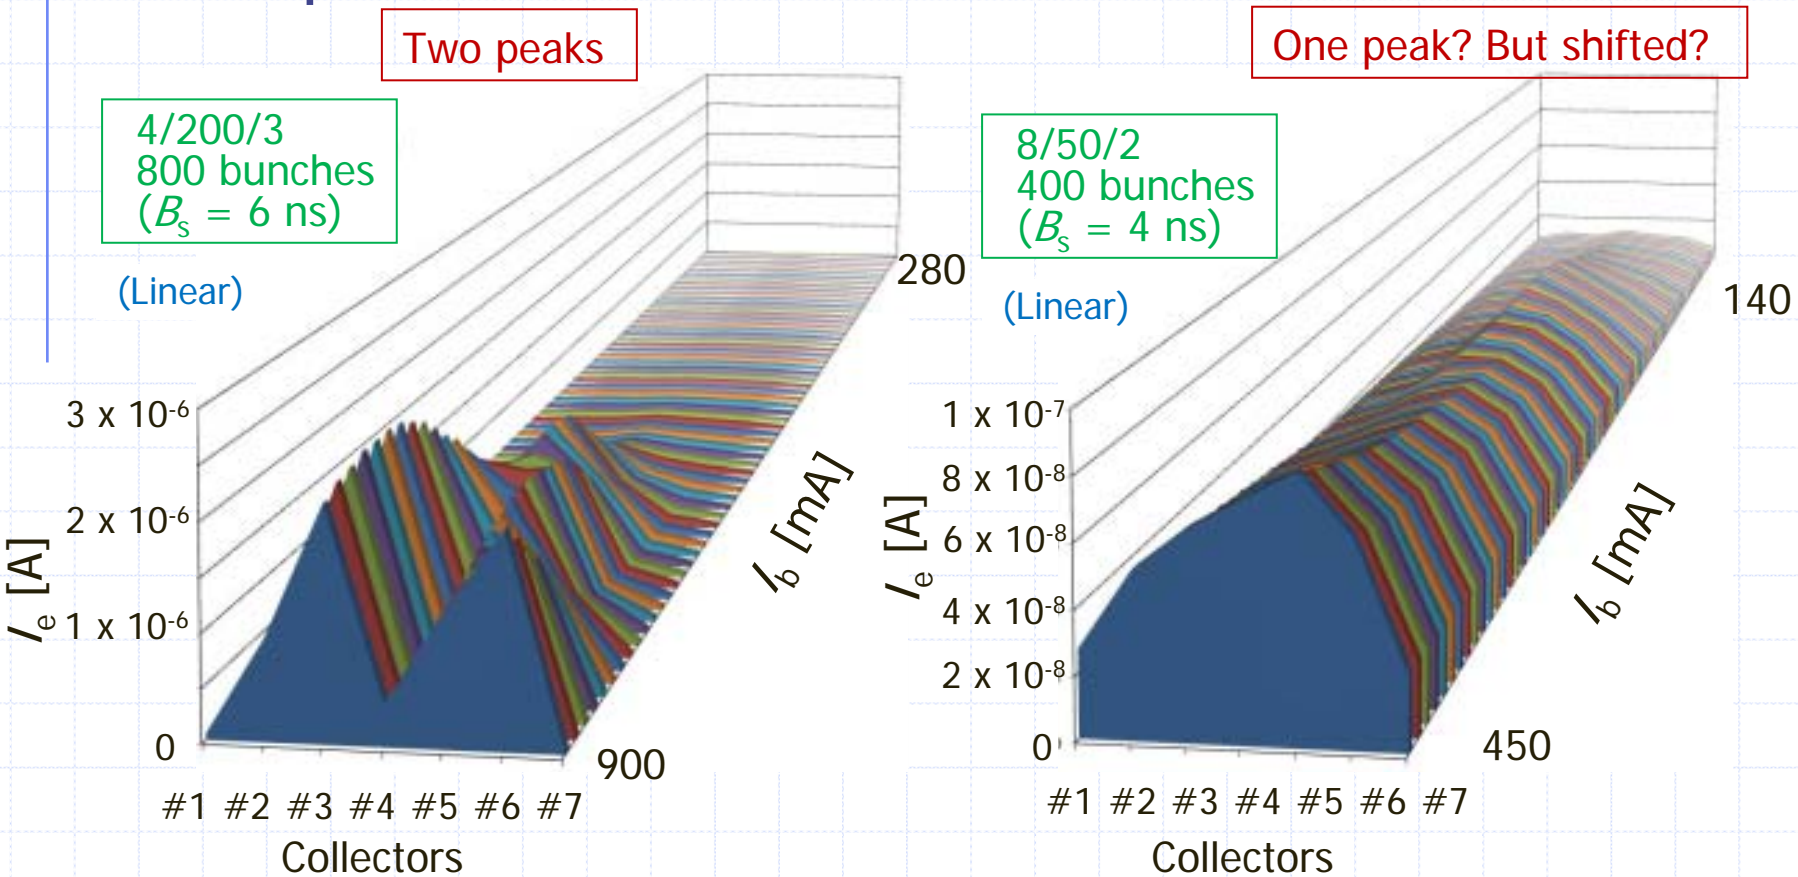 Two peaks
4/200/3
800 bunches
(Bs = 6 ns)
(Linear)
3 x 10-6
2 x 10-6
1 x 10-6
0
Ie [A]
280
Ib [mA]
900
#1 #2 #3 #4 #5 #6 #7
Collectors
One peak? But shifted?
8/50/2
400 bunches
(Bs = 4 ns)
(Linear)
1 x 10-7
8 x 10-8
6 x 10-8
4 x 10-8
2 x 10-8
0
Ie [A]
140
Ib [mA]
450
#1 #2 #3 #4 #5 #6 #7
Collectors